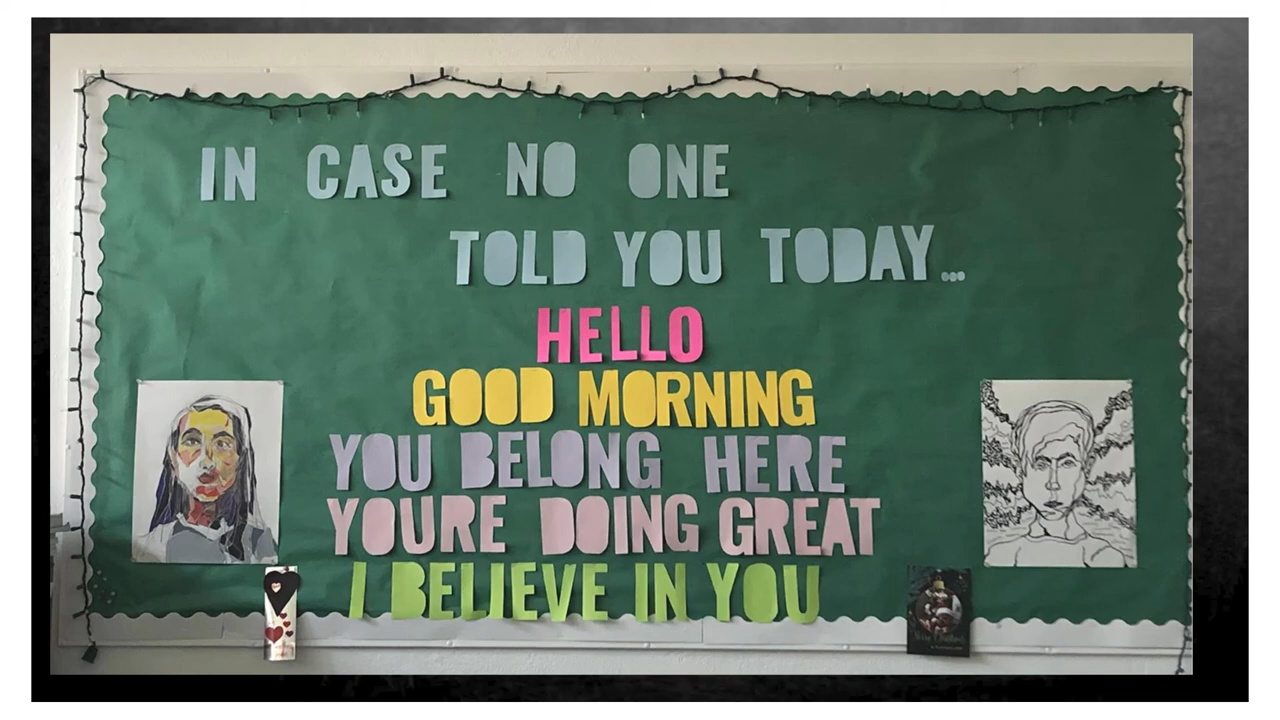 IN CASE NO ONE
TOLD YOU TODAY...
HELLO
GOOD MORNING
YOU BELONG HERE
YOURE DOING GREAT
I BELIEVE IN YOU